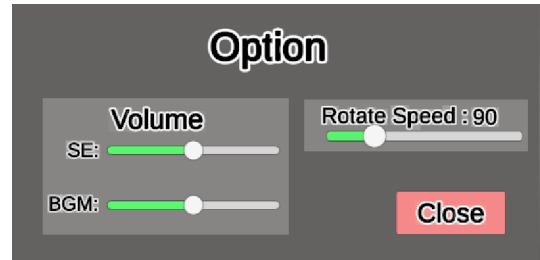 Option
Volume
SE:
BGM:
Rotate Speed : 90
Close